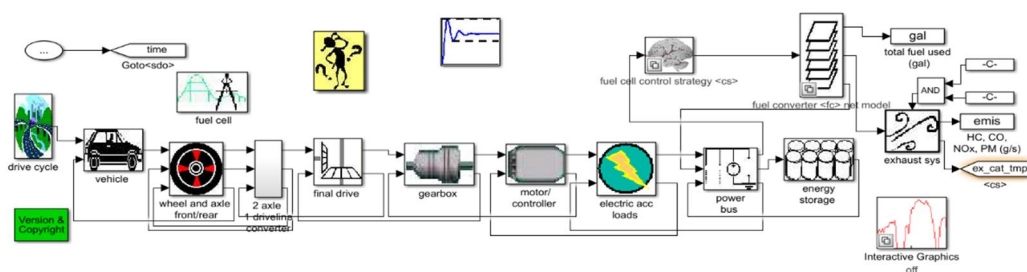 ...
time
Goto<sdo>
fuel cell
fuel cell control strategy <cs>
fuel converter <fc> net model
gal
total fuel used
(gal)
AND
-C-
-C-
emis
HC, CO,
NOx, PM (g/s)
exhaust sys
ex_cat_tmp
<cs>
drive cycle
vehicle
wheel and axle
front/rear
2 axle
1 driveline
converter
final drive
gearbox
motor/
controller
electric acc
loads
power
bus
energy
storage
Version &
Copyright
Interactive Graphics
off